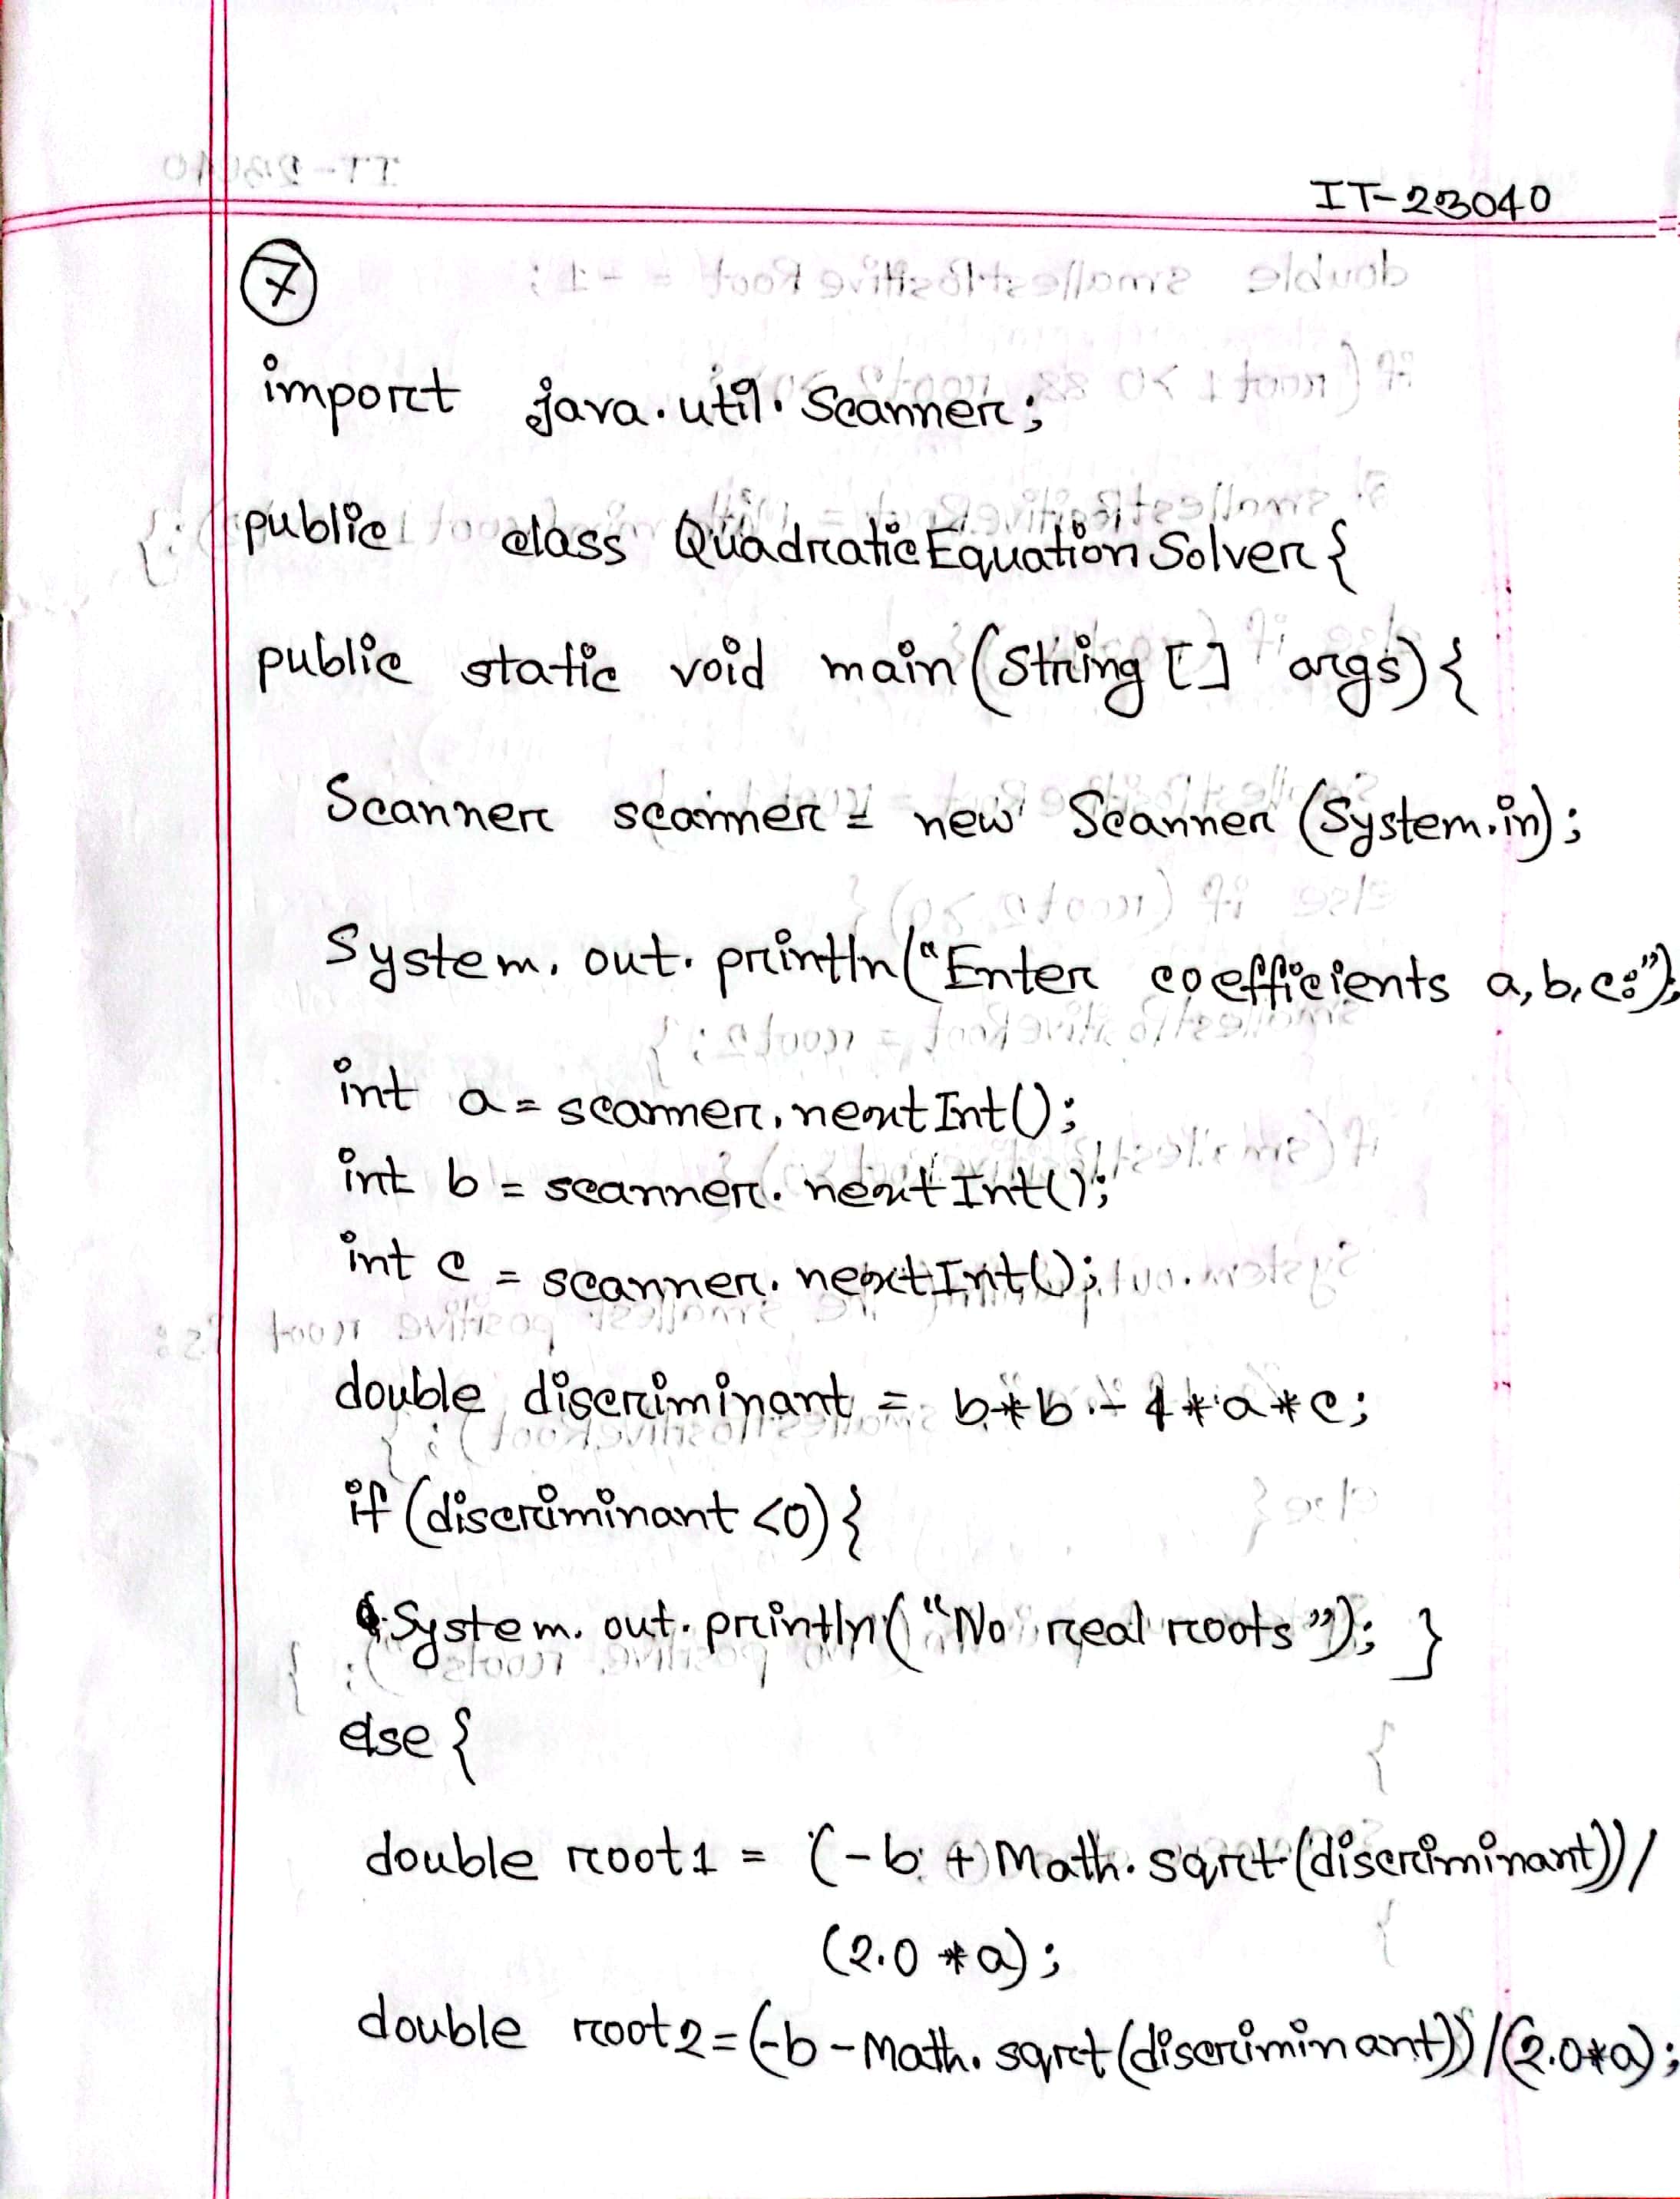 IT-23040
7
import java.util.Scanner;
public class QuadraticEquationSolver{
public static void main(String [] args){
Scanner scanner = new Scanner (System.in);
System.out.println("Enter coefficients a,b,c:");
int a = scanner.nextInt();
int b = scanner.nextInt();
int c = scanner.nextInt();
double discriminant = b*b - 4*a*c;
if (discriminant <0){
System.out.println("No real roots"); }
else {
double root1 = (-b + Math.sqrt(discriminant))/
(2.0 *a);
double root2=(-b - Math.sqrt(discriminant))/(2.0*a);